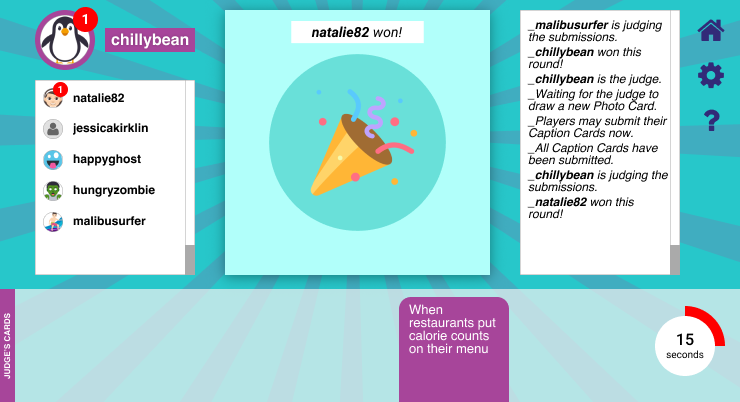 1
chillybean
1
natalie82
jessicakirklin
happyghost
hungryzombie
malibusurfer
natalie82 won!
_malibusurfer is judging
the submissions.
_chillybean won this
round!
_chillybean is the judge.
_Waiting for the judge to
draw a new Photo Card.
_Players may submit their
Caption Cards now.
_All Caption Cards have
been submitted.
_chillybean is judging the
submissions.
_natalie82 won this
round!
?
JUDGE'S CARDS
When
restaurants put
calorie counts
on their menu
15
seconds